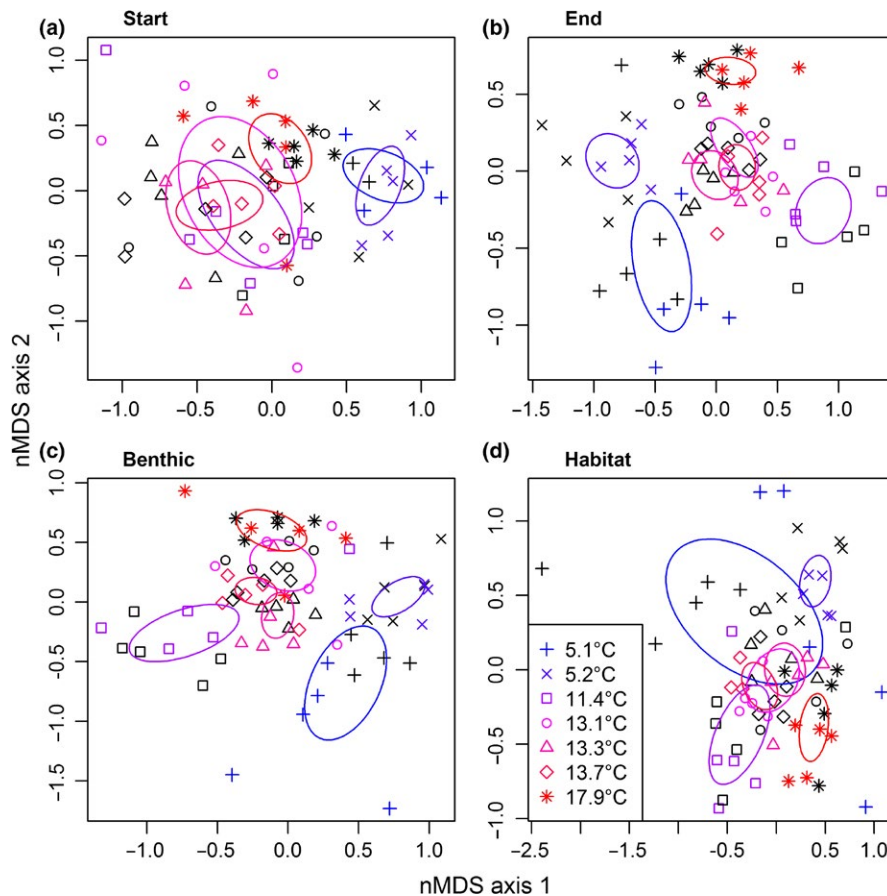 (a) Start
1.0
0.5
0.0
−0.5
−1.0
−1.0 −0.5 0.0 0.5 1.0
(b) End
0.5
0.0
−0.5
−1.0
−1.5 −1.0 −0.5 0.0 0.5 1.0
nMDS axis 2
(c) Benthic
1.0
0.5
0.0
−0.5
−1.0
−1.5
−1.0 −0.5 0.0 0.5 1.0
(d) Habitat
1.0
0.5
0.0
−0.5
−1.0
5.1°C
5.2°C
11.4°C
13.1°C
13.3°C
13.7°C
17.9°C
−2.5 −1.5 −0.5 0.5
nMDS axis 1